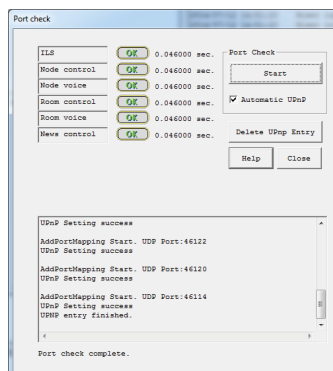 Port check
ILS OK 0.046000 sec.
Node control OK 0.046000 sec.
Node voice OK 0.046000 sec.
Room control OK 0.046000 sec.
Room voice OK 0.046000 sec.
News control OK 0.046000 sec.
Port Check
Start
Automatic UPnP
Delete UPnp Entry
Help Close
UPnP Setting success
AddPortMapping Start. UDP Port:46122
UPnP Setting success
AddPortMapping Start. UDP Port:46120
UPnP Setting success
AddPortMapping Start. UDP Port:46114
UPnP Setting success
UPNP entry finished.
Port check complete.